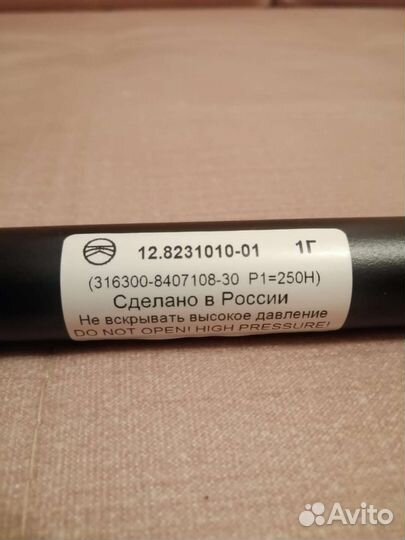 12.8231010-01 1Г
(316300-8407108-30 P1=250Н)
Сделано в России
Не вскрывать высокое давление
DO NOT OPEN! HIGH PRESSURE!
Avito